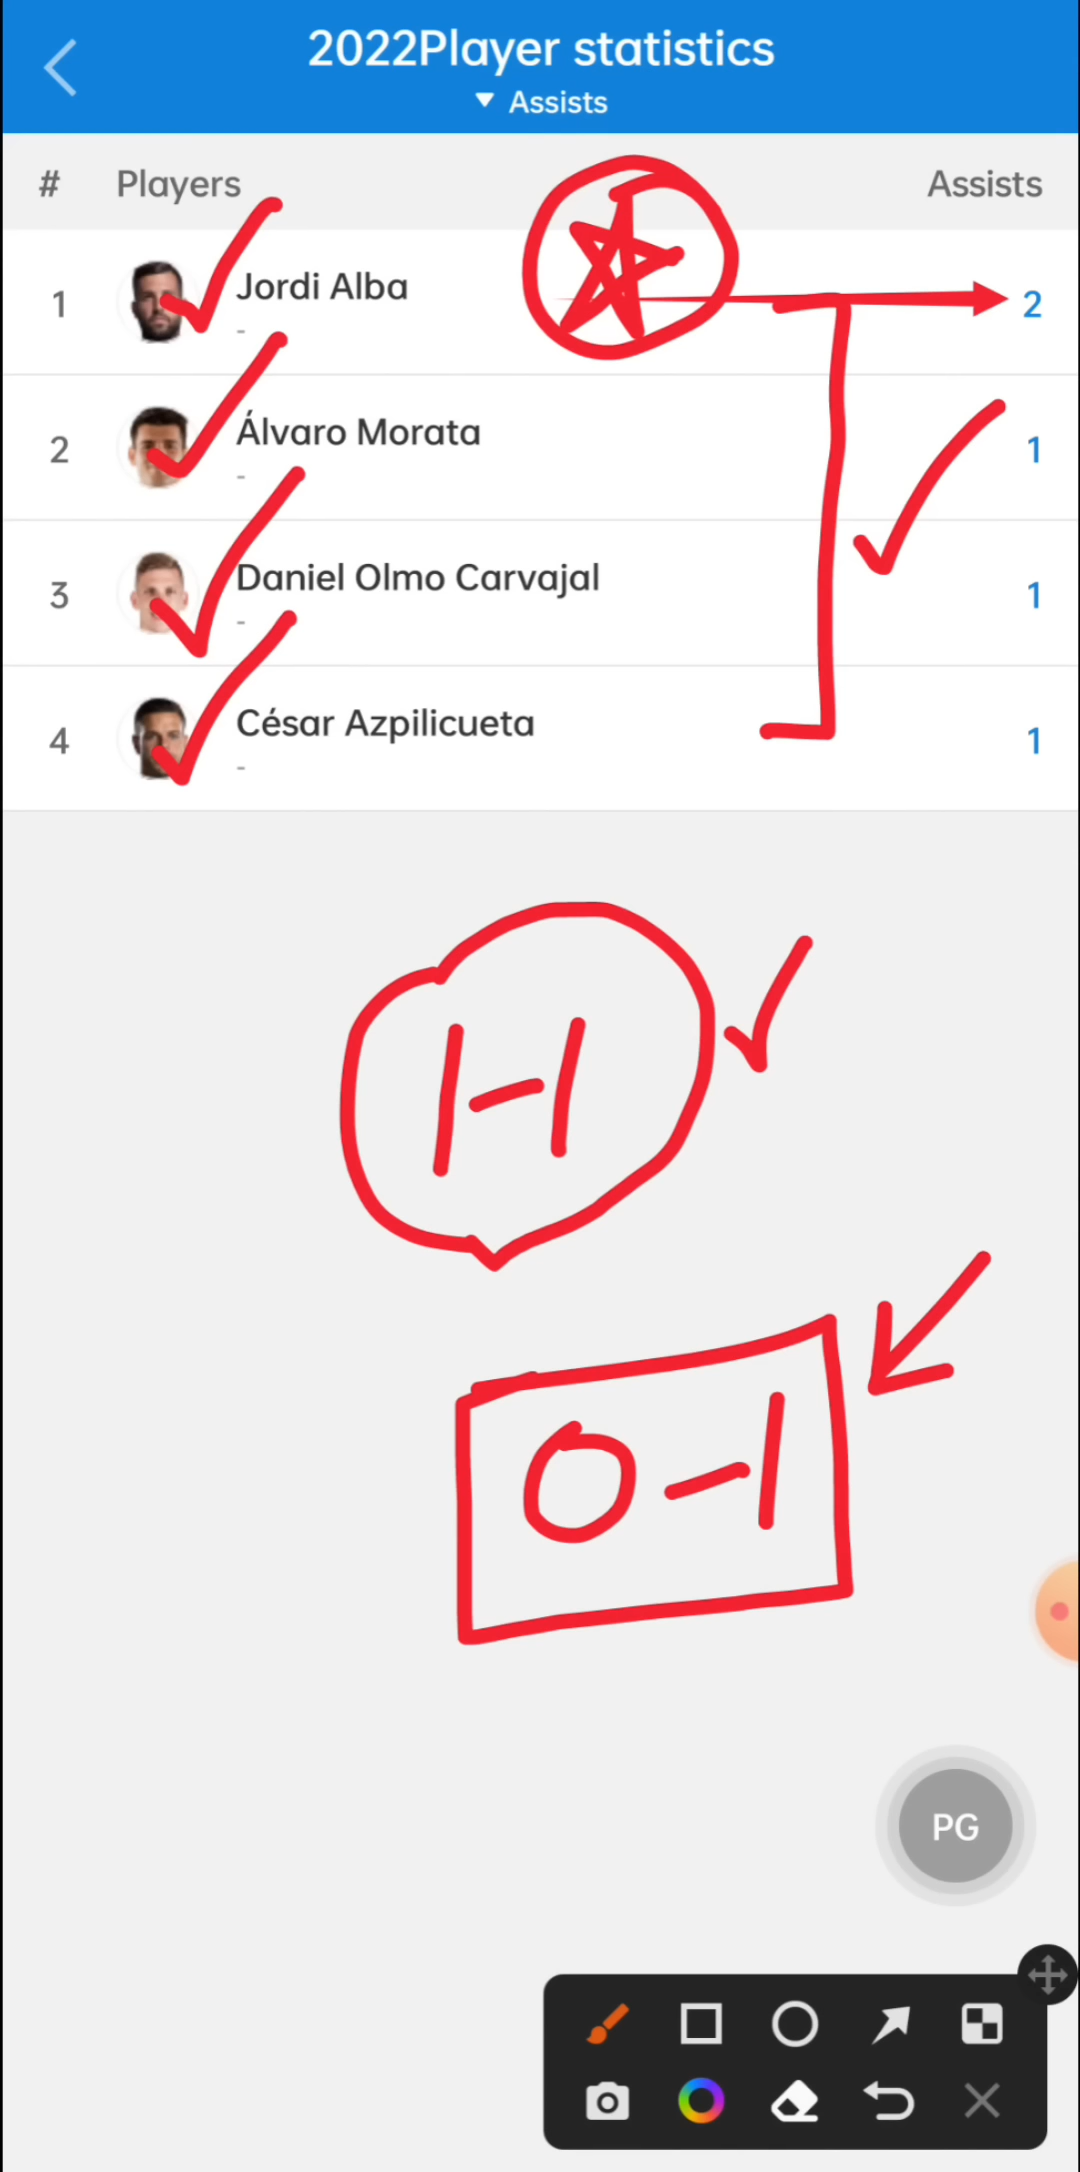 2022Player statistics
▼ Assists
# Players Assists
1 Jordi Alba 2
-
2 Álvaro Morata 1
-
3 Daniel Olmo Carvajal 1
-
4 César Azpilicueta 1
-
1-1
0-1
PG